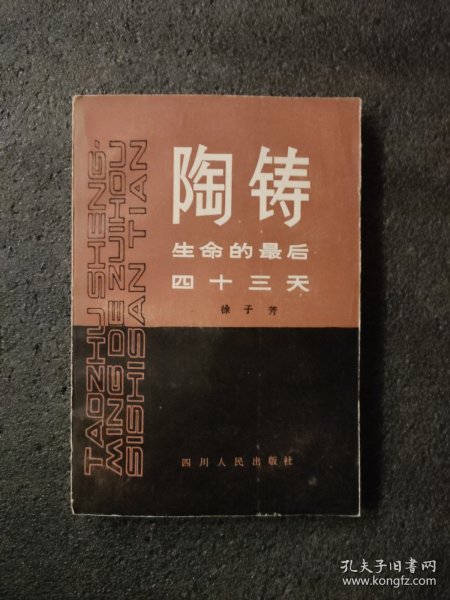 陶铸
生命的最后
四十三天
徐子芳
TAOZHU SHENG-
MING DE ZUIHOU
SISHISAN TIAN
四川人民出版社
孔夫子旧书网
www.kongfz.com